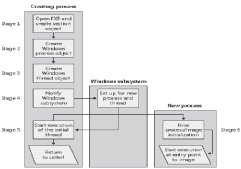 Creating process
Stage 1
Open EXE and
create section
object
Stage 2
Create
Windows
process object
Stage 3
Create
Windows
thread object
Windows subsystem
Stage 4
Notify
Windows
subsystem
Set up for new
process and
thread
New process
Stage 5
Start execution
of the initial
thread
Final
process/image
initialization
Stage 6
Return
to caller
Start execution
at entry point
to image